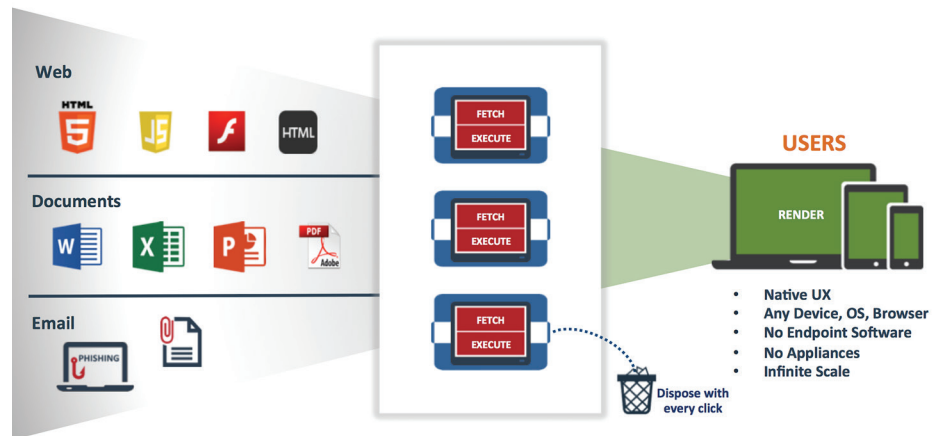 Web
HTML
5
JS
HTML
Documents
W
X
P
PDF
Adobe
Email
PHISHING
FETCH
EXECUTE
FETCH
EXECUTE
FETCH
EXECUTE
Dispose with
every click
USERS
RENDER
• Native UX
• Any Device, OS, Browser
• No Endpoint Software
• No Appliances
• Infinite Scale